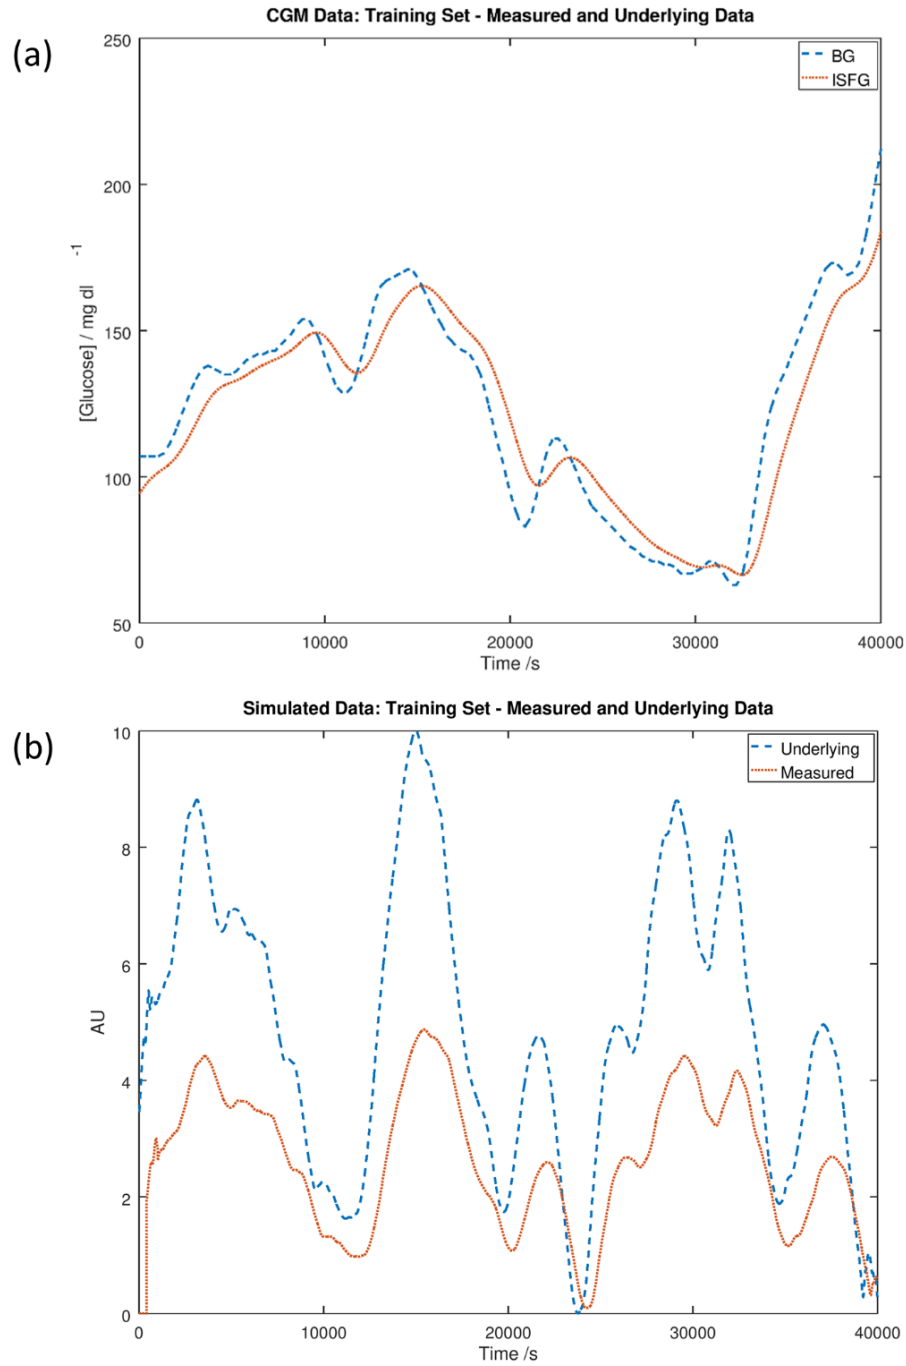 CGM Data: Training Set - Measured and Underlying Data
(a)
250
BG
ISFG
200
[Glucose] / mg dl -1
150
100
50
0 10000 20000 30000 40000
Time /s
Simulated Data: Training Set - Measured and Underlying Data
(b)
10
Underlying
Measured
8
6
AU
4
2
0
0 10000 20000 30000 40000
Time /s